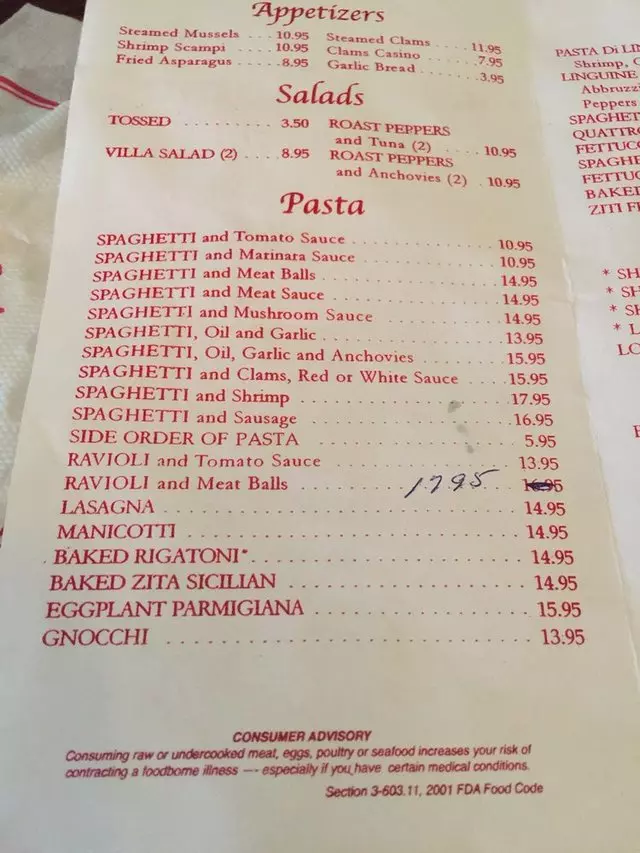 Appetizers
Steamed Mussels . . . 10.95 Steamed Clams . . . . 11.95
Shrimp Scampi . . . . 10.95 Clams Casino . . . . 7.95
Fried Asparagus . . . . 8.95 Garlic Bread . . . . 3.95
Salads
TOSSED . . . . . . . . . 3.50 ROAST PEPPERS
and Tuna (2) . . . . . 10.95
VILLA SALAD (2) . . . . 8.95 ROAST PEPPERS
and Anchovies (2) . 10.95
Pasta
SPAGHETTI and Tomato Sauce . . . . . . . . . . . . 10.95
SPAGHETTI and Marinara Sauce . . . . . . . . . . . 10.95
SPAGHETTI and Meat Balls . . . . . . . . . . . . . . 14.95
SPAGHETTI and Meat Sauce . . . . . . . . . . . . . . 14.95
SPAGHETTI and Mushroom Sauce . . . . . . . . . . 14.95
SPAGHETTI, Oil and Garlic . . . . . . . . . . . . . . 13.95
SPAGHETTI, Oil, Garlic and Anchovies . . . . . . . 15.95
SPAGHETTI and Clams, Red or White Sauce . . . . 15.95
SPAGHETTI and Shrimp . . . . . . . . . . . . . . . . 17.95
SPAGHETTI and Sausage . . . . . . . . . . . . . . . 16.95
SIDE ORDER OF PASTA . . . . . . . . . . . . . . . . 5.95
RAVIOLI and Tomato Sauce . . . . . . . . . . . . . . 13.95
RAVIOLI and Meat Balls . . . . . . . . 17.95
LASAGNA . . . . . . . . . . . . . . . . . . . . . . . . 14.95
MANICOTTI . . . . . . . . . . . . . . . . . . . . . . . 14.95
BAKED RIGATONI* . . . . . . . . . . . . . . . . . . . 14.95
BAKED ZITA SICILIAN . . . . . . . . . . . . . . . . . 14.95
EGGPLANT PARMIGIANA . . . . . . . . . . . . . . . 15.95
GNOCCHI . . . . . . . . . . . . . . . . . . . . . . . . 13.95
CONSUMER ADVISORY
Consuming raw or undercooked meat, eggs, poultry or seafood increases your risk of
contracting a foodborne illness — especially if you have certain medical conditions.
Section 3-603.11, 2001 FDA Food Code
PASTA Di
Shrimp,
LINGUINE
Peppers
BAKED
ZITI